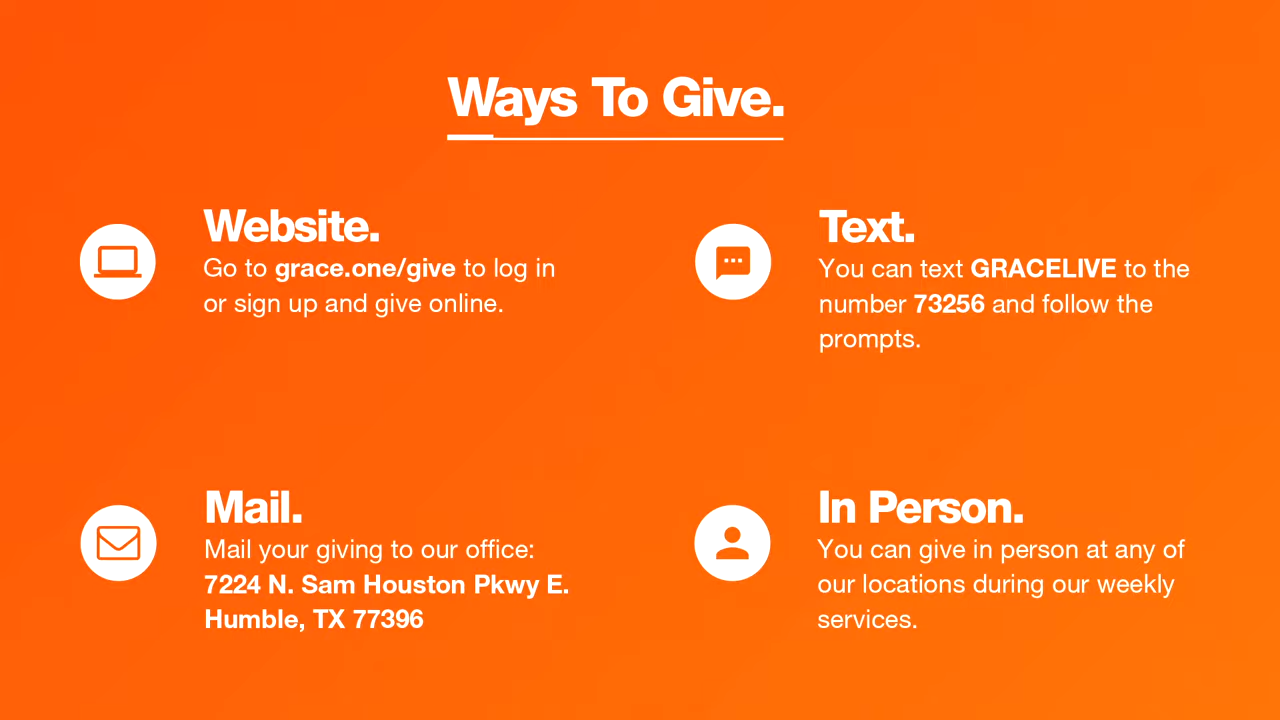 Ways To Give.
Website.
Go to grace.one/give to log in
or sign up and give online.
Text.
You can text GRACELIVE to the
number 73256 and follow the
prompts.
Mail.
Mail your giving to our office:
7224 N. Sam Houston Pkwy E.
Humble, TX 77396
In Person.
You can give in person at any of
our locations during our weekly
services.